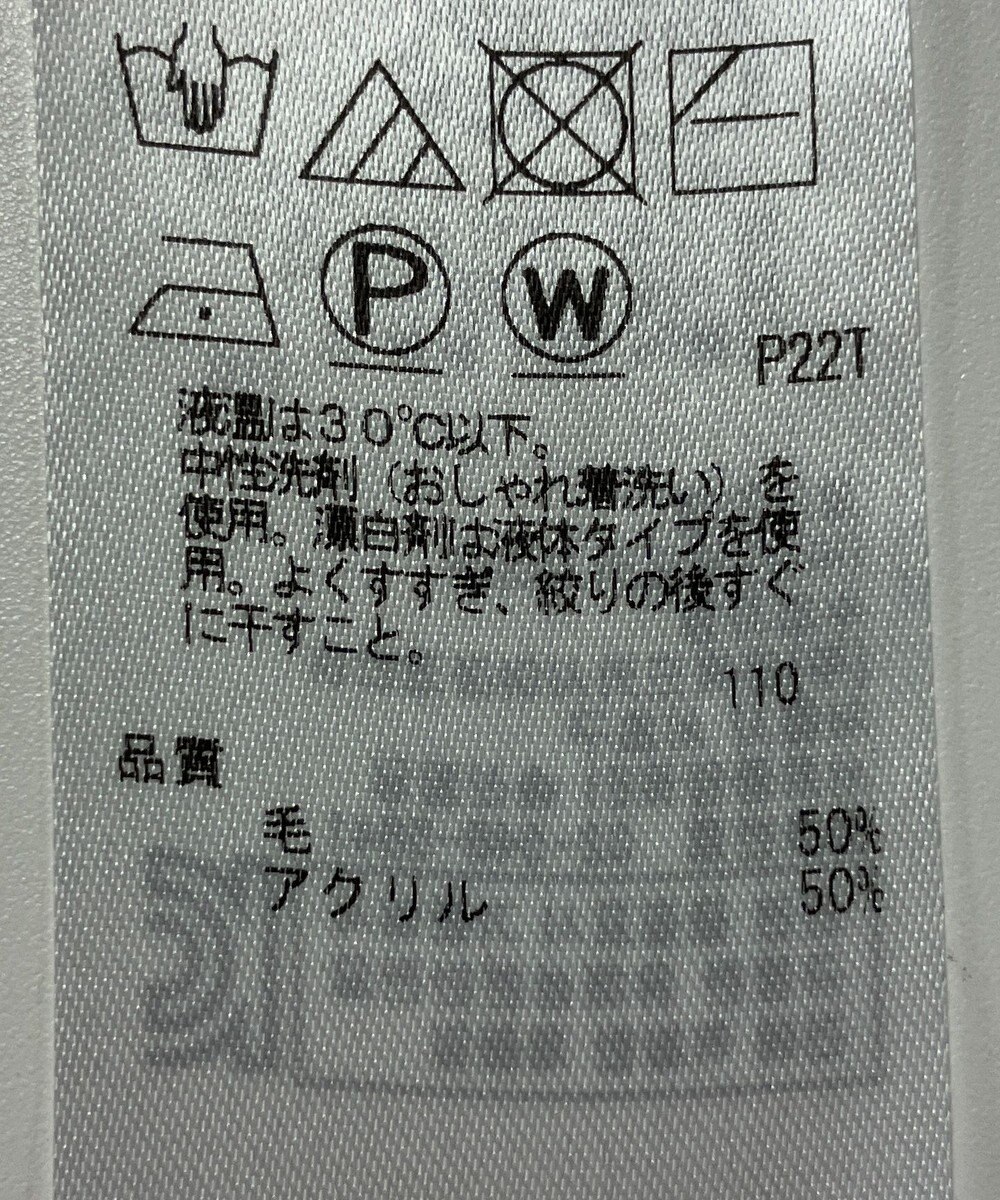 P
W
P22T
液温は30℃以下。
中性洗剤(おしゃれ着洗い)を
使用。漂白剤は液体タイプを使
用。よくすすぎ、絞りの後すぐ
に干すこと。
110
品質
毛 50%
アクリル 50%